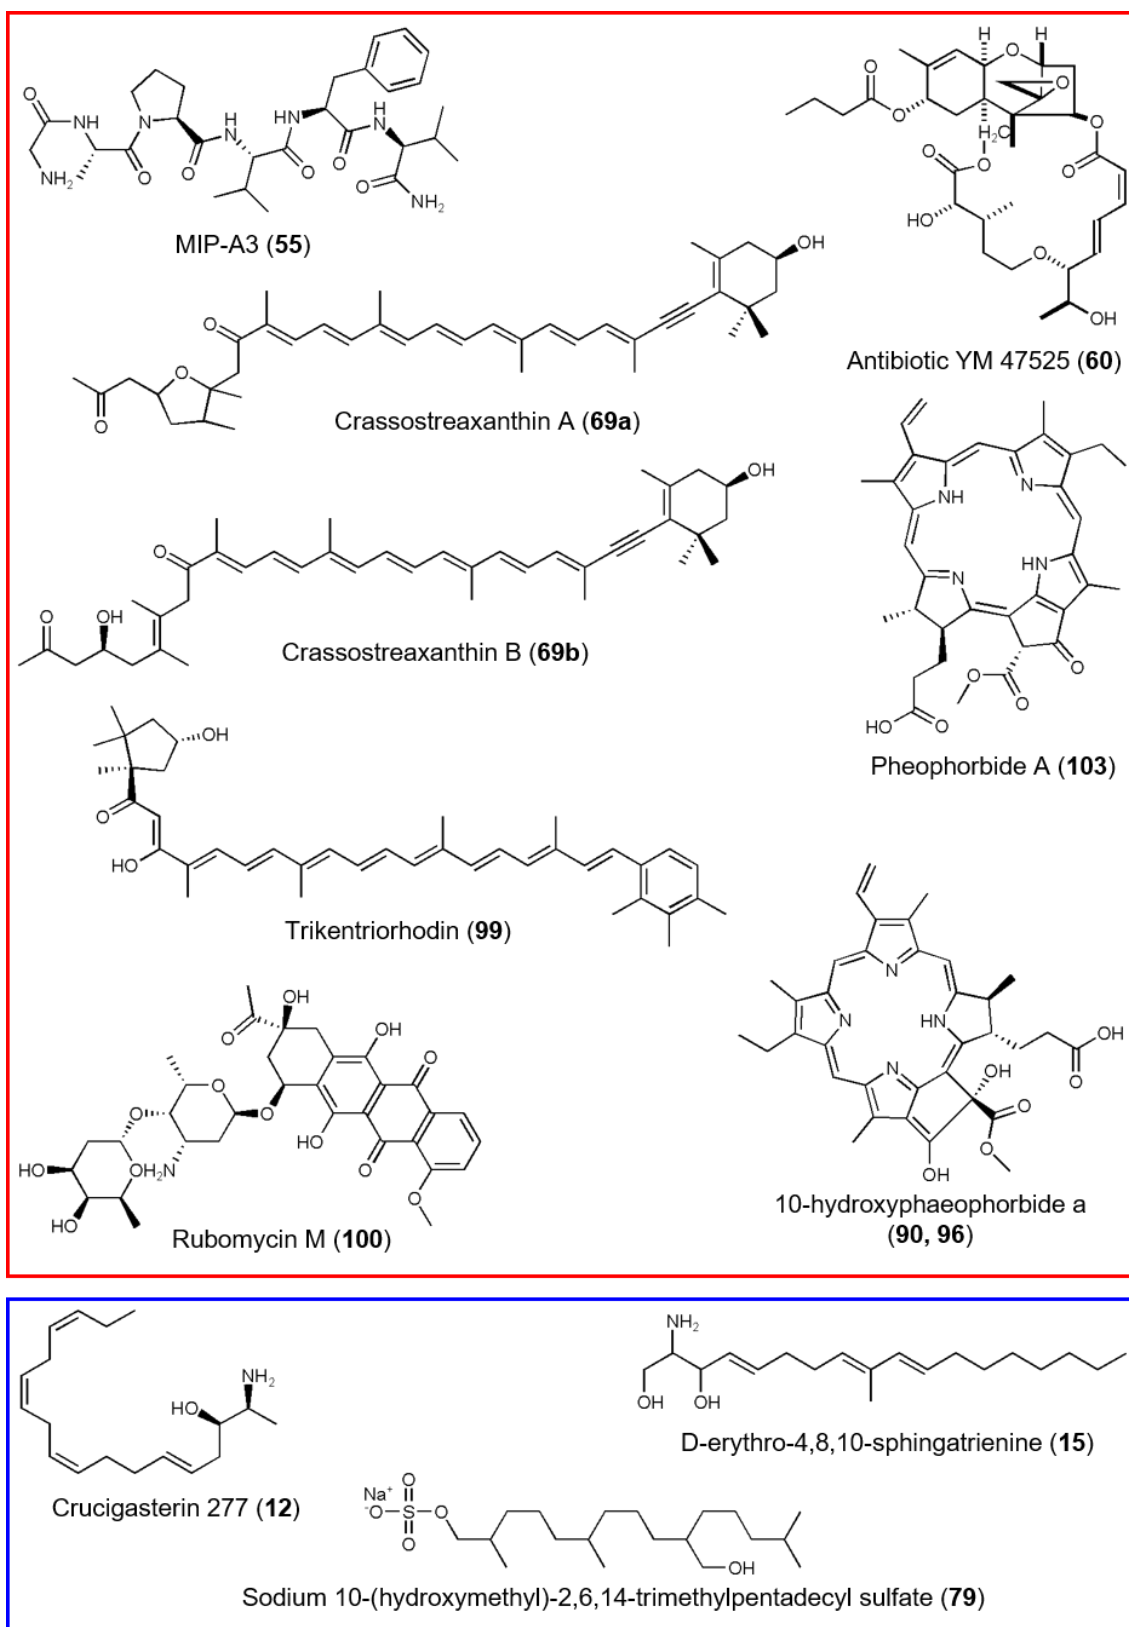 MIP-A3 (55)
Antibiotic YM 47525 (60)
Crassostreaxanthin A (69a)
Crassostreaxanthin B (69b)
Pheophorbide A (103)
Trikentriorhodin (99)
Rubomycin M (100)
10-hydroxyphaeophorbide a
(90, 96)
Crucigasterin 277 (12)
D-erythro-4,8,10-sphingatrienine (15)
Sodium 10-(hydroxymethyl)-2,6,14-trimethylpentadecyl sulfate (79)